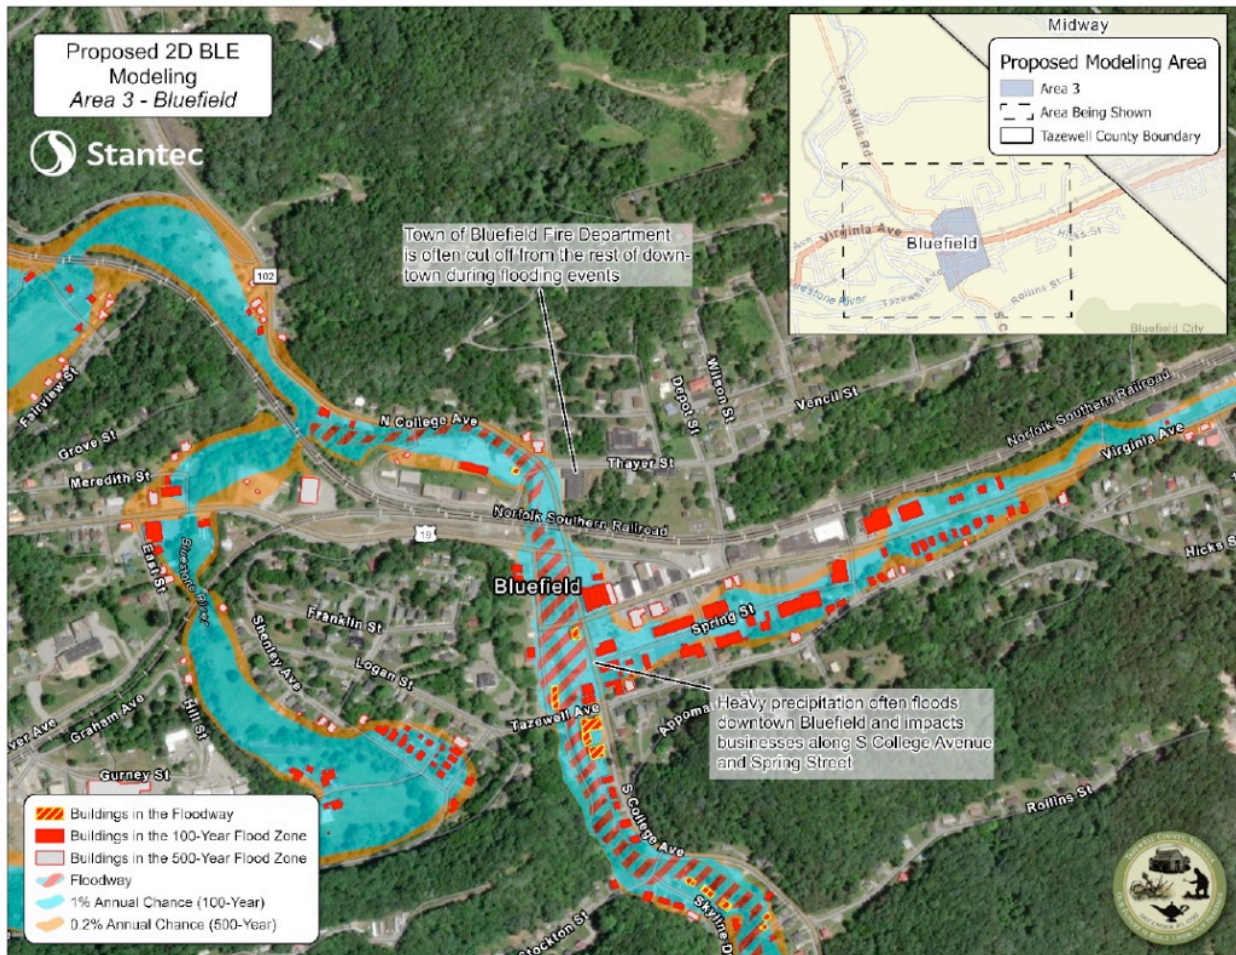 Proposed 2D BLE
Modeling
Area 3 - Bluefield
Stantec
Midway
Proposed Modeling Area
Area 3
Area Being Shown
Tazewell County Boundary
Falls Mills Rd
Virginia Ave
Ave
Bluefield
Hicks St
Tazewell Ave
Rollins St
S C
Bluefield City
Town of Bluefield Fire Department
is often cut off from the rest of down-
town during flooding events
102
Fairview St
Grove St
Meredith St
N College Ave
Thayer St
Depot St
Wilson St
Vencil St
Norfolk Southern Railroad
Virginia Ave
Norfolk Southern Railroad
19
Bluefield
East St
Bluestone River
Franklin St
Shenley Ave
Logan St
Spring St
Hicks S
Tazewell Ave
Graham Ave
Hill St
Gurney St
Heavy precipitation often floods
downtown Bluefield and impacts
businesses along S College Avenue
and Spring Street
S College Ave
Rollins St
Skyline D
Stockton St
Buildings in the Floodway
Buildings in the 100-Year Flood Zone
Buildings in the 500-Year Flood Zone
Floodway
1% Annual Chance (100-Year)
0.2% Annual Chance (500-Year)